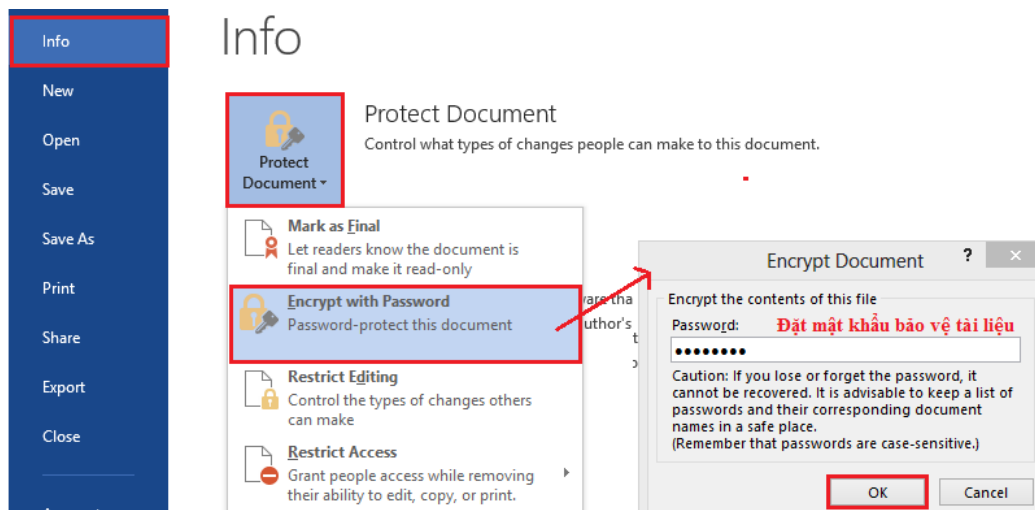 Info
New
Open
Save
Save As
Print
Share
Export
Close
Info
Protect
Document
Protect Document
Control what types of changes people can make to this document.
Mark as Final
Let readers know the document is
final and make it read-only
Encrypt with Password
Password-protect this document
Restrict Editing
Control the types of changes others
can make
Restrict Access
Grant people access while removing
their ability to edit, copy, or print.
tha
uthor's
Encrypt Document
?
Encrypt the contents of this file
Password:
Đặt mật khẩu bảo vệ tài liệu
Caution: If you lose or forget the password, it
cannot be recovered. It is advisable to keep a list of
passwords and their corresponding document
names in a safe place.
(Remember that passwords are case-sensitive.)
OK
Cancel